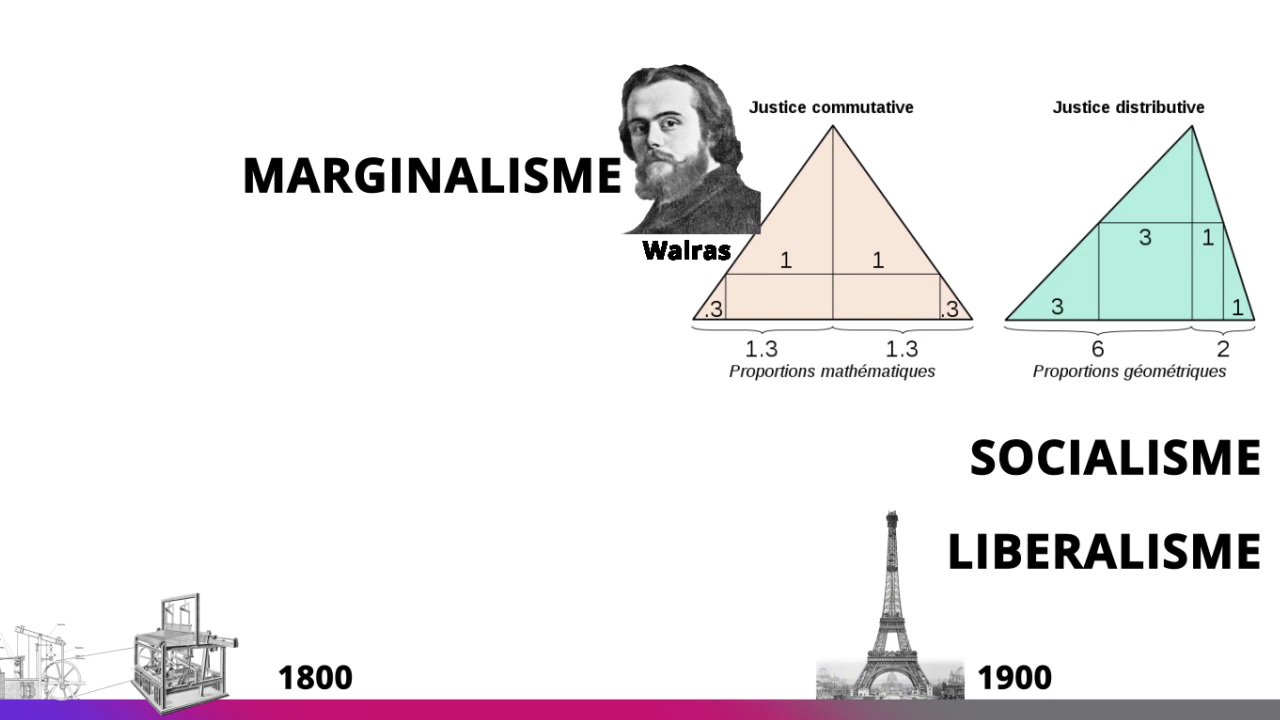 MARGINALISME
Walras
Justice commutative
1 1
.3 .3
1.3 1.3
Proportions mathématiques
Justice distributive
3 1
3 1
6 2
Proportions géométriques
SOCIALISME
LIBERALISME
1800
1900